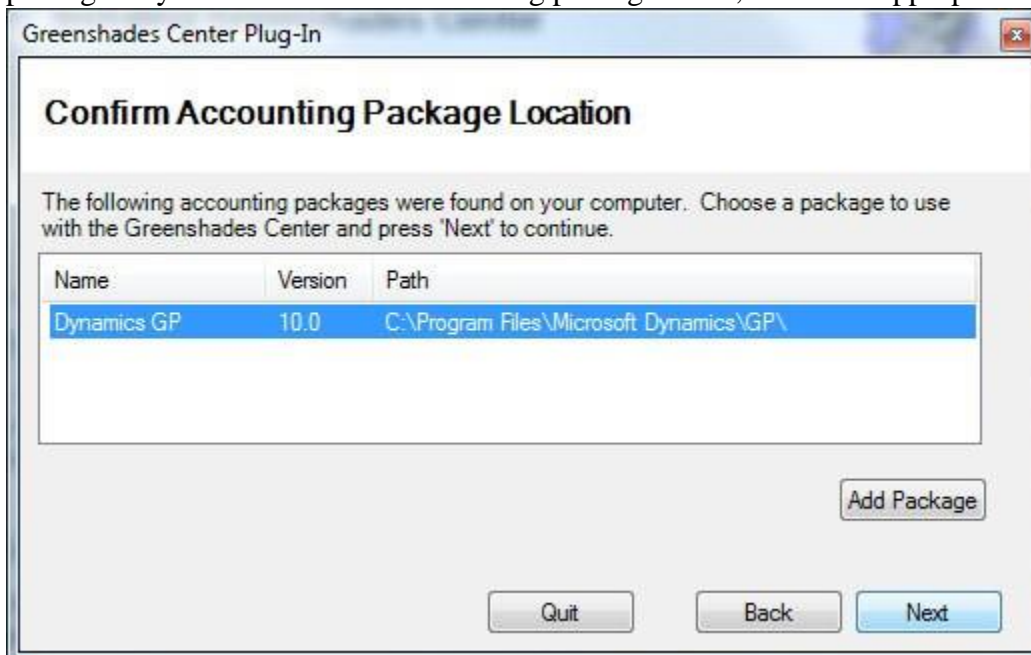 Greenshades Center Plug-In
Confirm Accounting Package Location
The following accounting packages were found on your computer. Choose a package to use
with the Greenshades Center and press 'Next' to continue.
Name Version Path
Dynamics GP 10.0 C:\Program Files\Microsoft Dynamics\GP\
Add Package
Quit Back Next